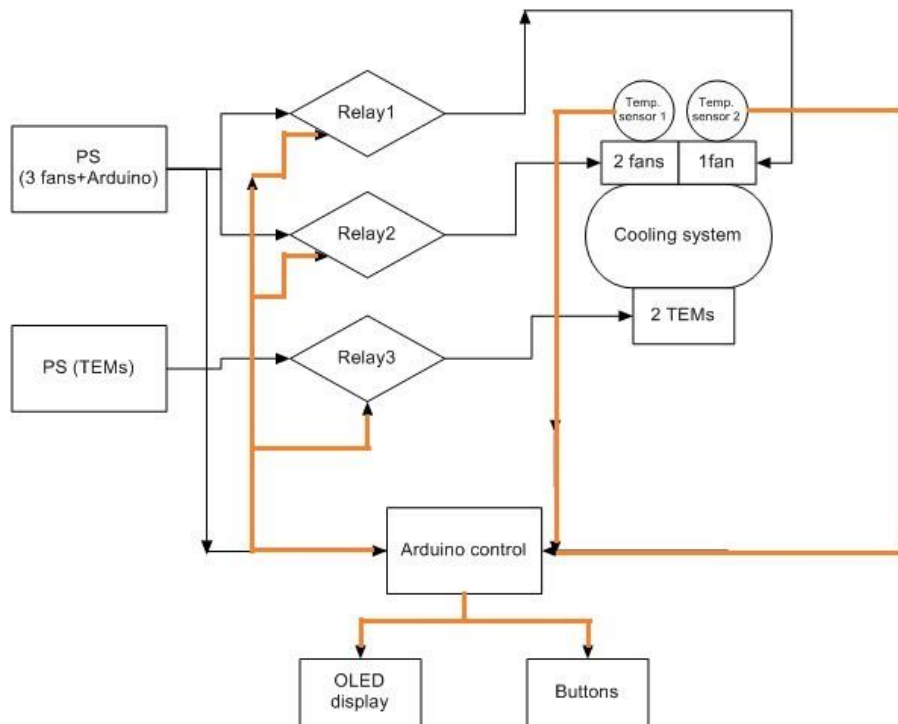 Relay1
Temp.
sensor 1
Temp.
sensor 2
PS
(3 fans+Arduino)
2 fans
1fan
Relay2
Cooling system
2 TEMs
Relay3
PS (TEMs)
Arduino control
OLED
display
Buttons